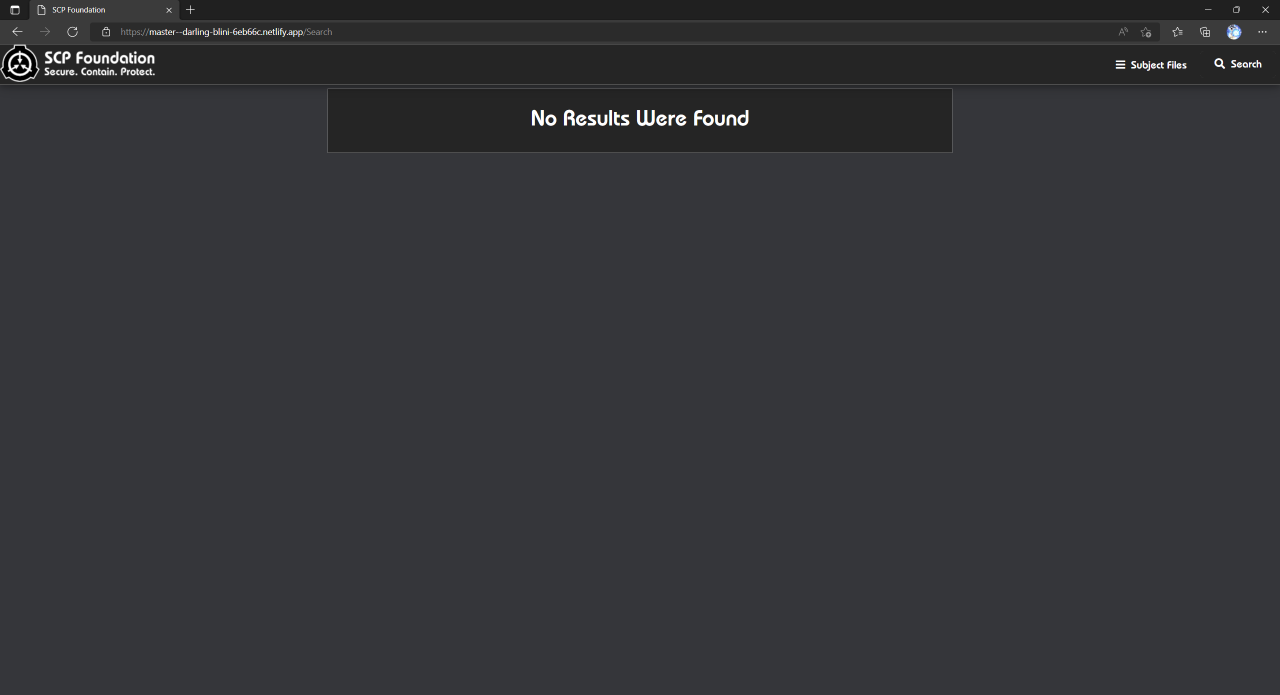 SCP Foundation
https://master--darling-blini-6eb66c.netlify.app/Search
SCP Foundation
Secure. Contain. Protect.
Subject Files
Search
No Results Were Found